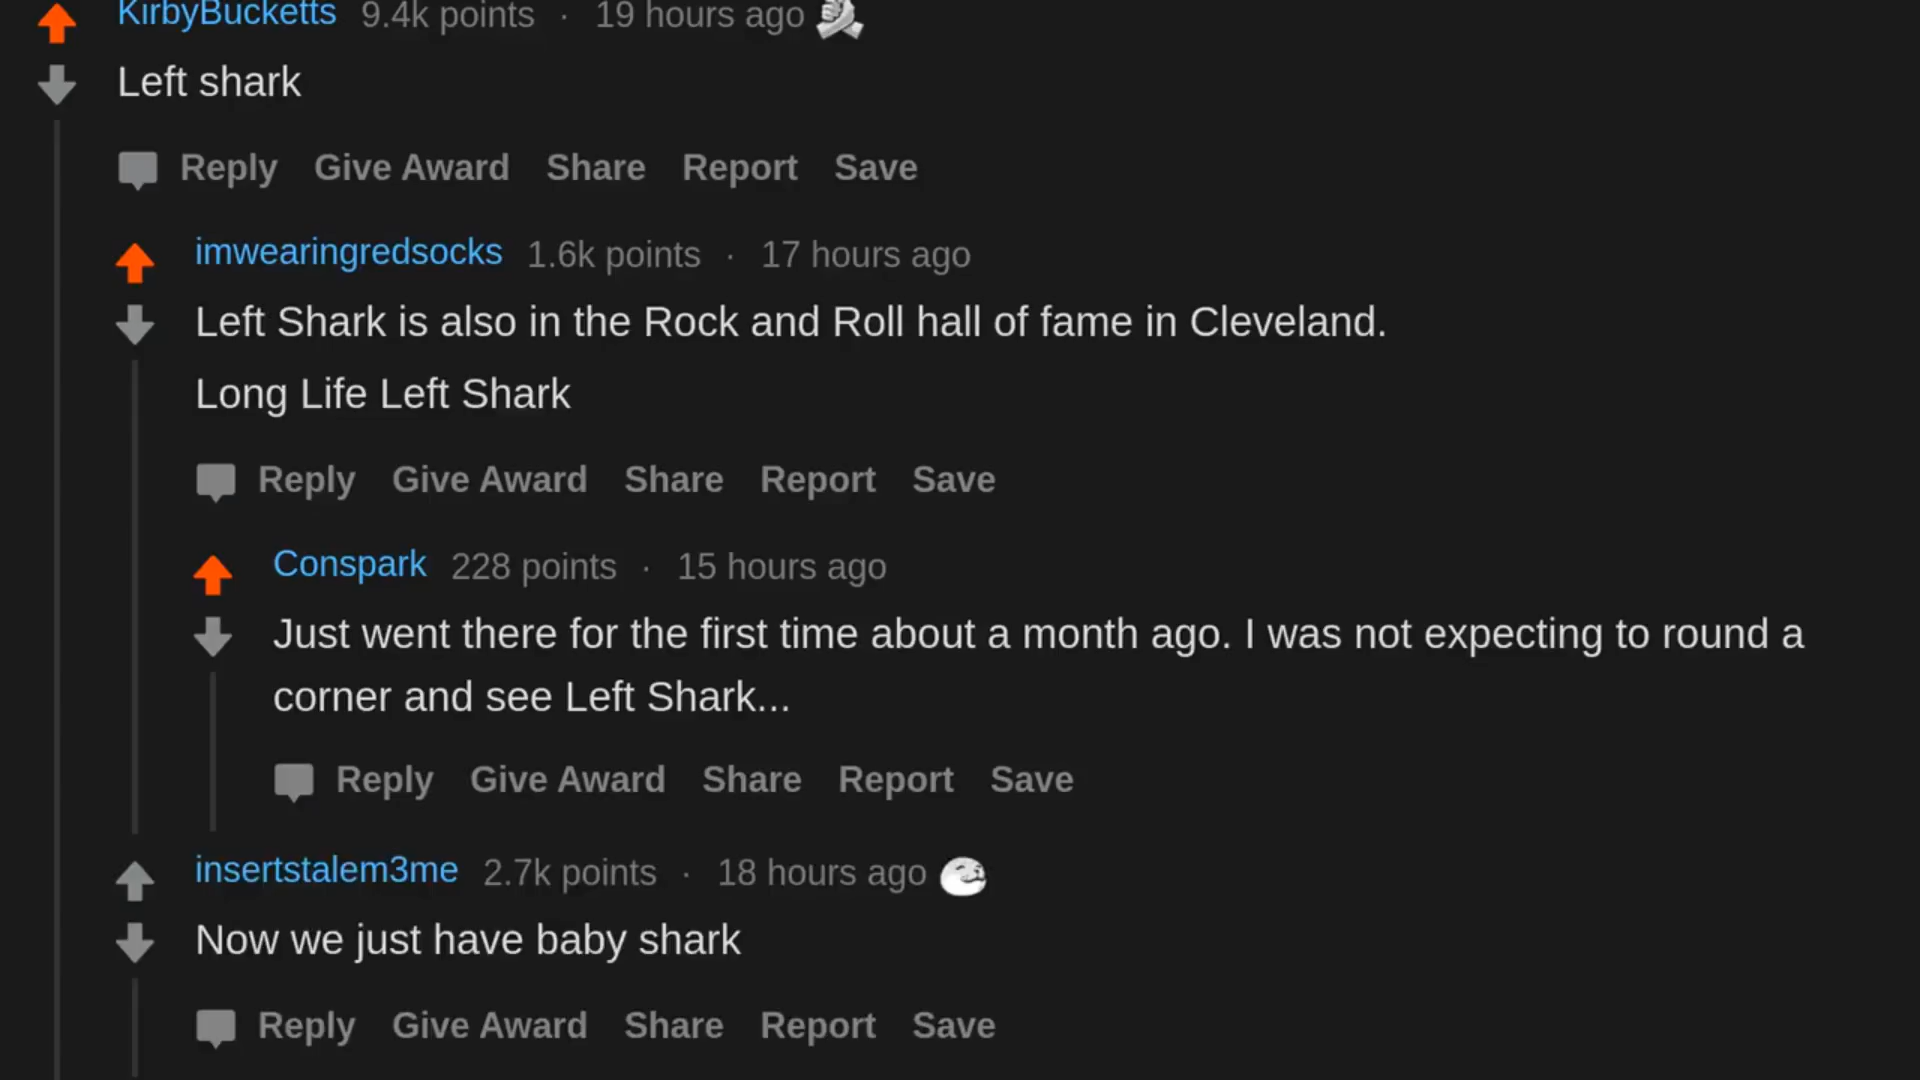 KirbyBucketts 9.4k points · 19 hours ago
Left shark
Reply Give Award Share Report Save
imwearingredsocks 1.6k points · 17 hours ago
Left Shark is also in the Rock and Roll hall of fame in Cleveland.
Long Life Left Shark
Reply Give Award Share Report Save
Conspark 228 points · 15 hours ago
Just went there for the first time about a month ago. I was not expecting to round a
corner and see Left Shark...
Reply Give Award Share Report Save
insertstalem3me 2.7k points · 18 hours ago
Now we just have baby shark
Reply Give Award Share Report Save